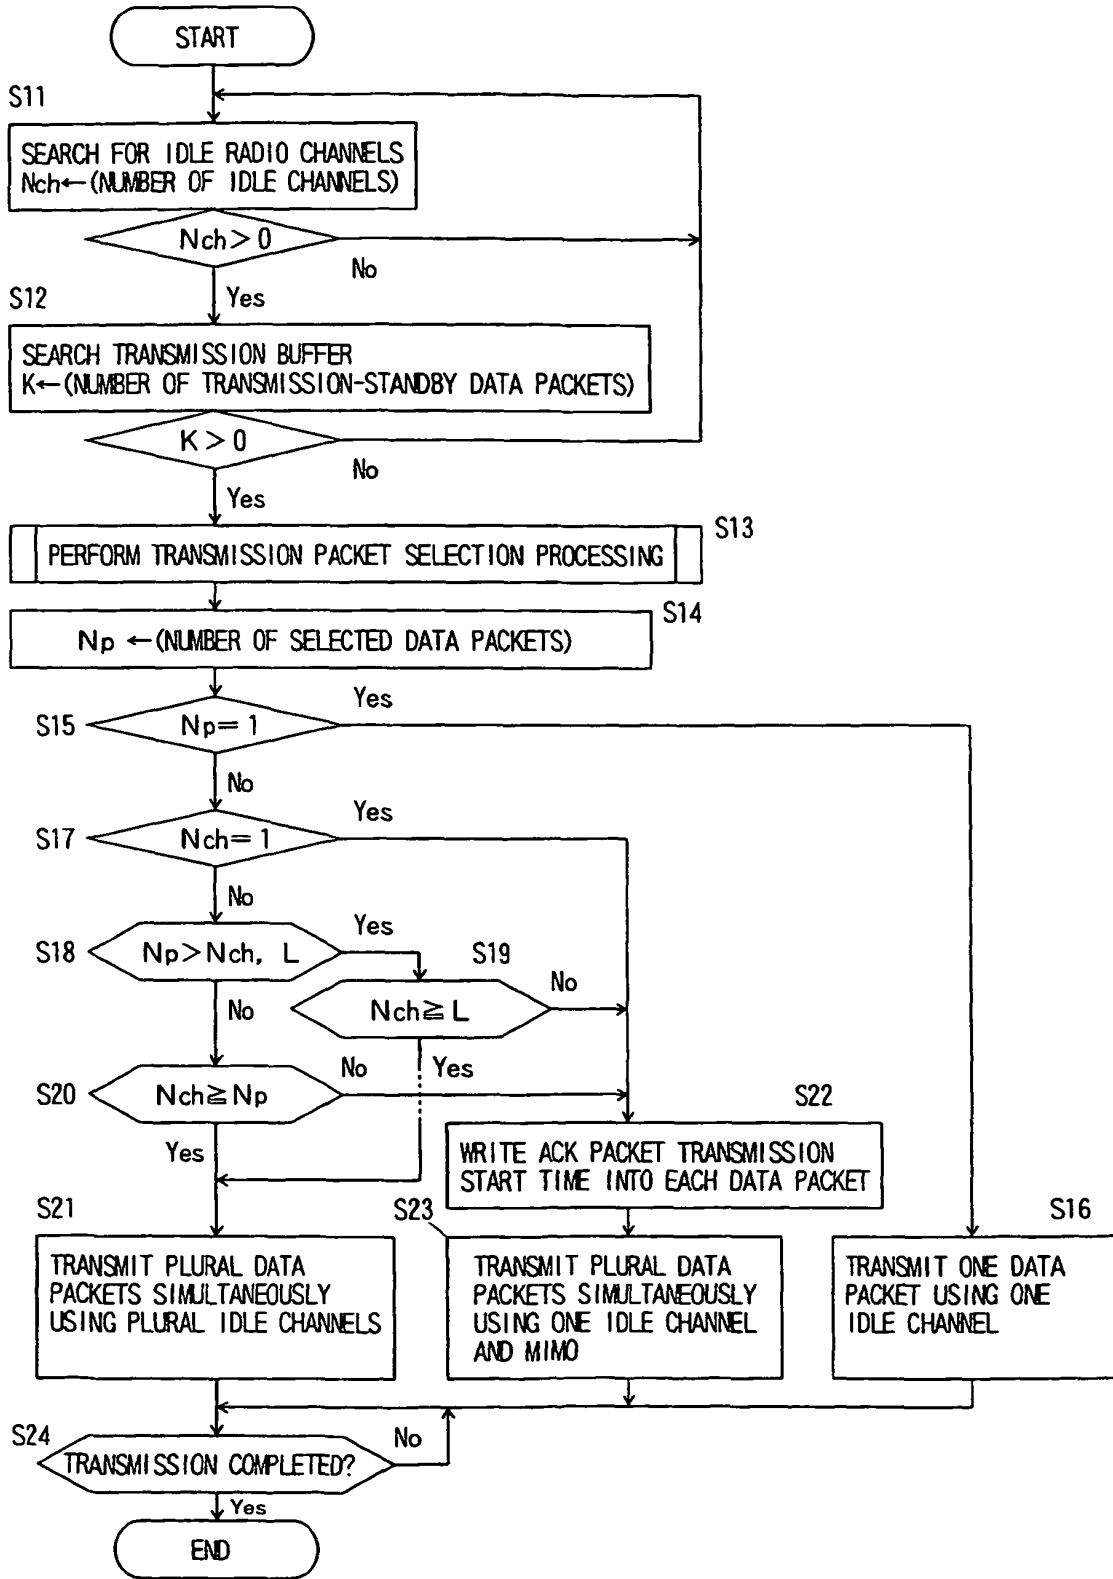 START
S11
SEARCH FOR IDLE RADIO CHANNELS
Nch←(NUMBER OF IDLE CHANNELS)
Nch>0
No
Yes
S12
SEARCH TRANSMISSION BUFFER
K←(NUMBER OF TRANSMISSION-STANDBY DATA PACKETS)
K>0
No
Yes
S13
PERFORM TRANSMISSION PACKET SELECTION PROCESSING
S14
Np ←(NUMBER OF SELECTED DATA PACKETS)
S15
Np=1
Yes
No
S17
Nch=1
Yes
No
S18
Np>Nch, L
Yes
No
S19
Nch≧L
No
Yes
S20
Nch≧Np
No
Yes
S22
WRITE ACK PACKET TRANSMISSION
START TIME INTO EACH DATA PACKET
S21
TRANSMIT PLURAL DATA
PACKETS SIMULTANEOUSLY
USING PLURAL IDLE CHANNELS
S23
TRANSMIT PLURAL DATA
PACKETS SIMULTANEOUSLY
USING ONE IDLE CHANNEL
AND MIMO
S16
TRANSMIT ONE DATA
PACKET USING ONE
IDLE CHANNEL
S24
TRANSMISSION COMPLETED?
No
Yes
END